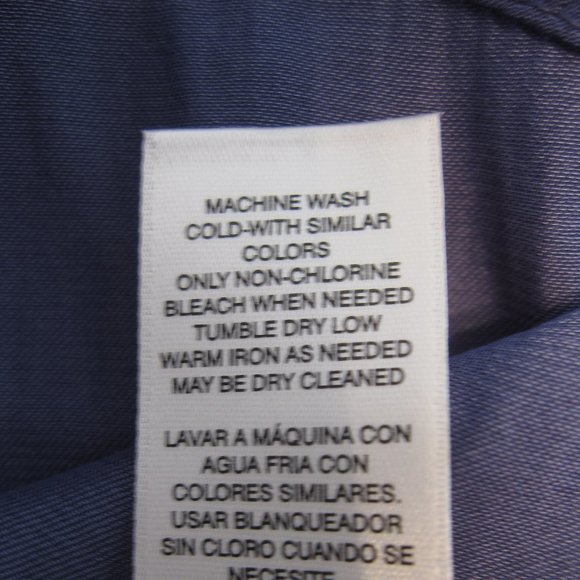 MACHINE WASH
COLD-WITH SIMILAR
COLORS
ONLY NON-CHLORINE
BLEACH WHEN NEEDED
TUMBLE DRY LOW
WARM IRON AS NEEDED
MAY BE DRY CLEANED
LAVAR A MÁQUINA CON
AGUA FRIA CON
COLORES SIMILARES.
USAR BLANQUEADOR
SIN CLORO CUANDO SE
NECESITE